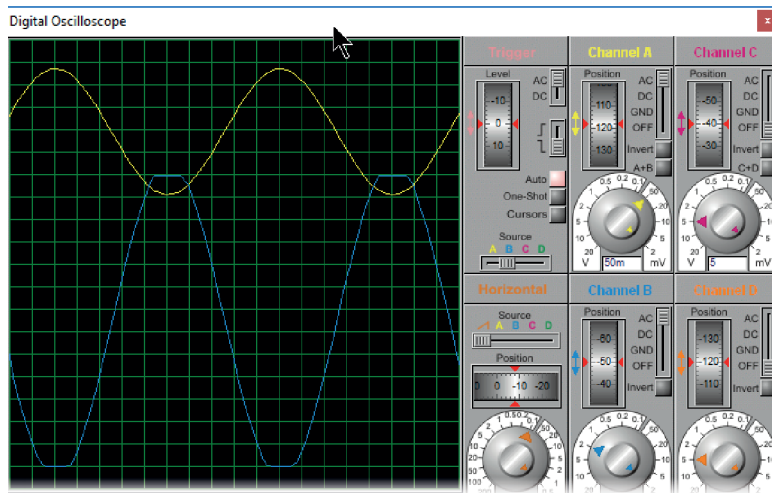 Digital Oscilloscope
x
Trigger
Level
AC
DC
-10
0
10
Auto
One-Shot
Cursors
Source
A B C D
Channel A
Position
AC
DC
GND
OFF
110
-120
130
Invert
A+B
V 50m mV
Channel C
Position
AC
DC
GND
OFF
-50
-40
-30
Invert
C+D
V 5 mV
Horizontal
Source
A B C D
Position
0 0 -10 -20
Channel B
Position
AC
DC
GND
OFF
-60
-50
-40
Invert
Channel D
Position
AC
DC
GND
OFF
-130
-120
-110
Invert